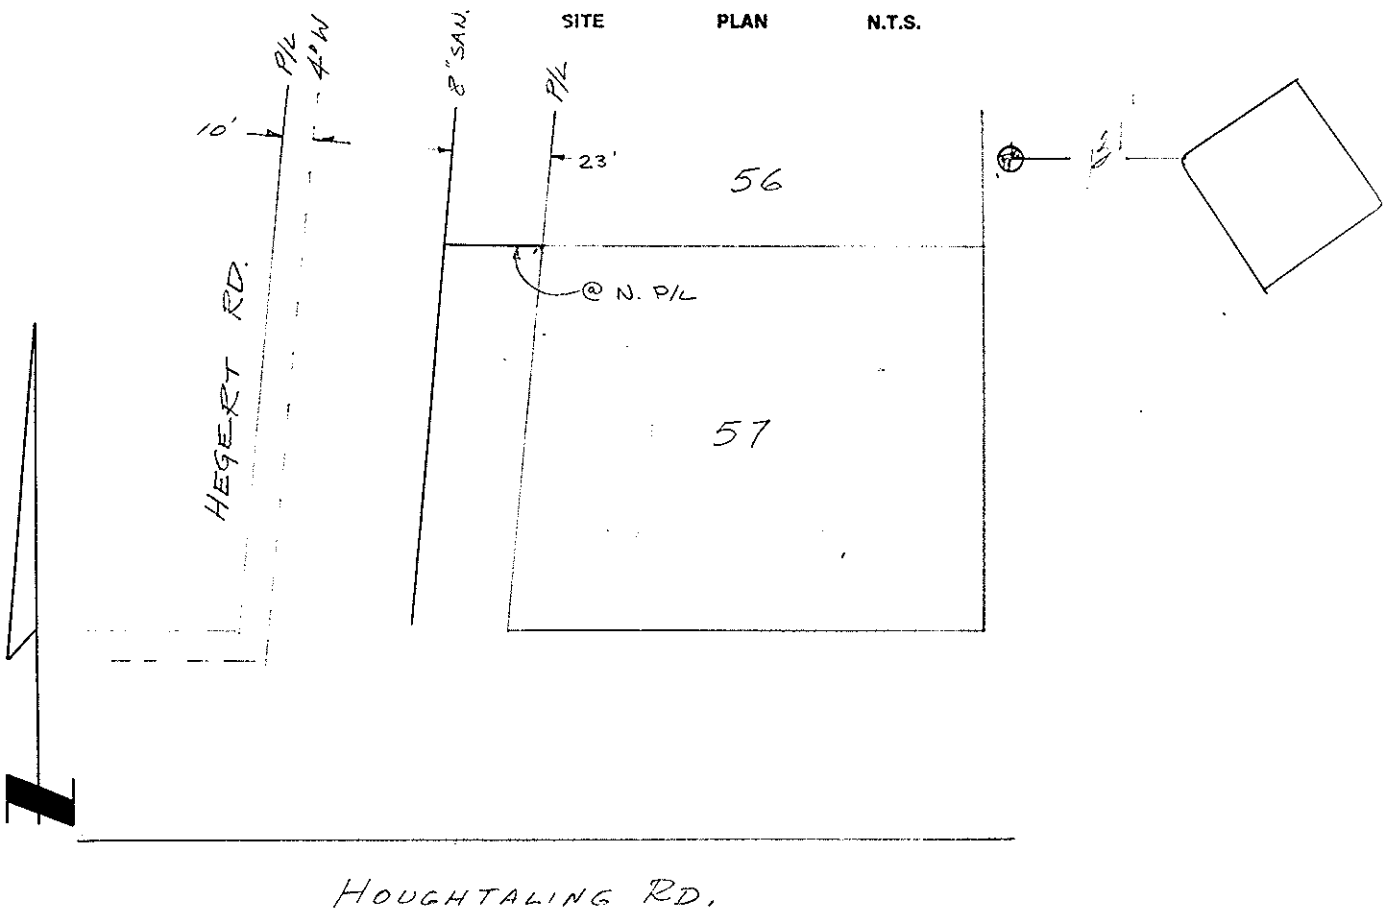 SITE PLAN N.T.S.
P/L
4" W
8" SAN.
P/L
10'
23'
56
@ N. P/L
HEGERT RD.
57
HOUGHTALING RD.